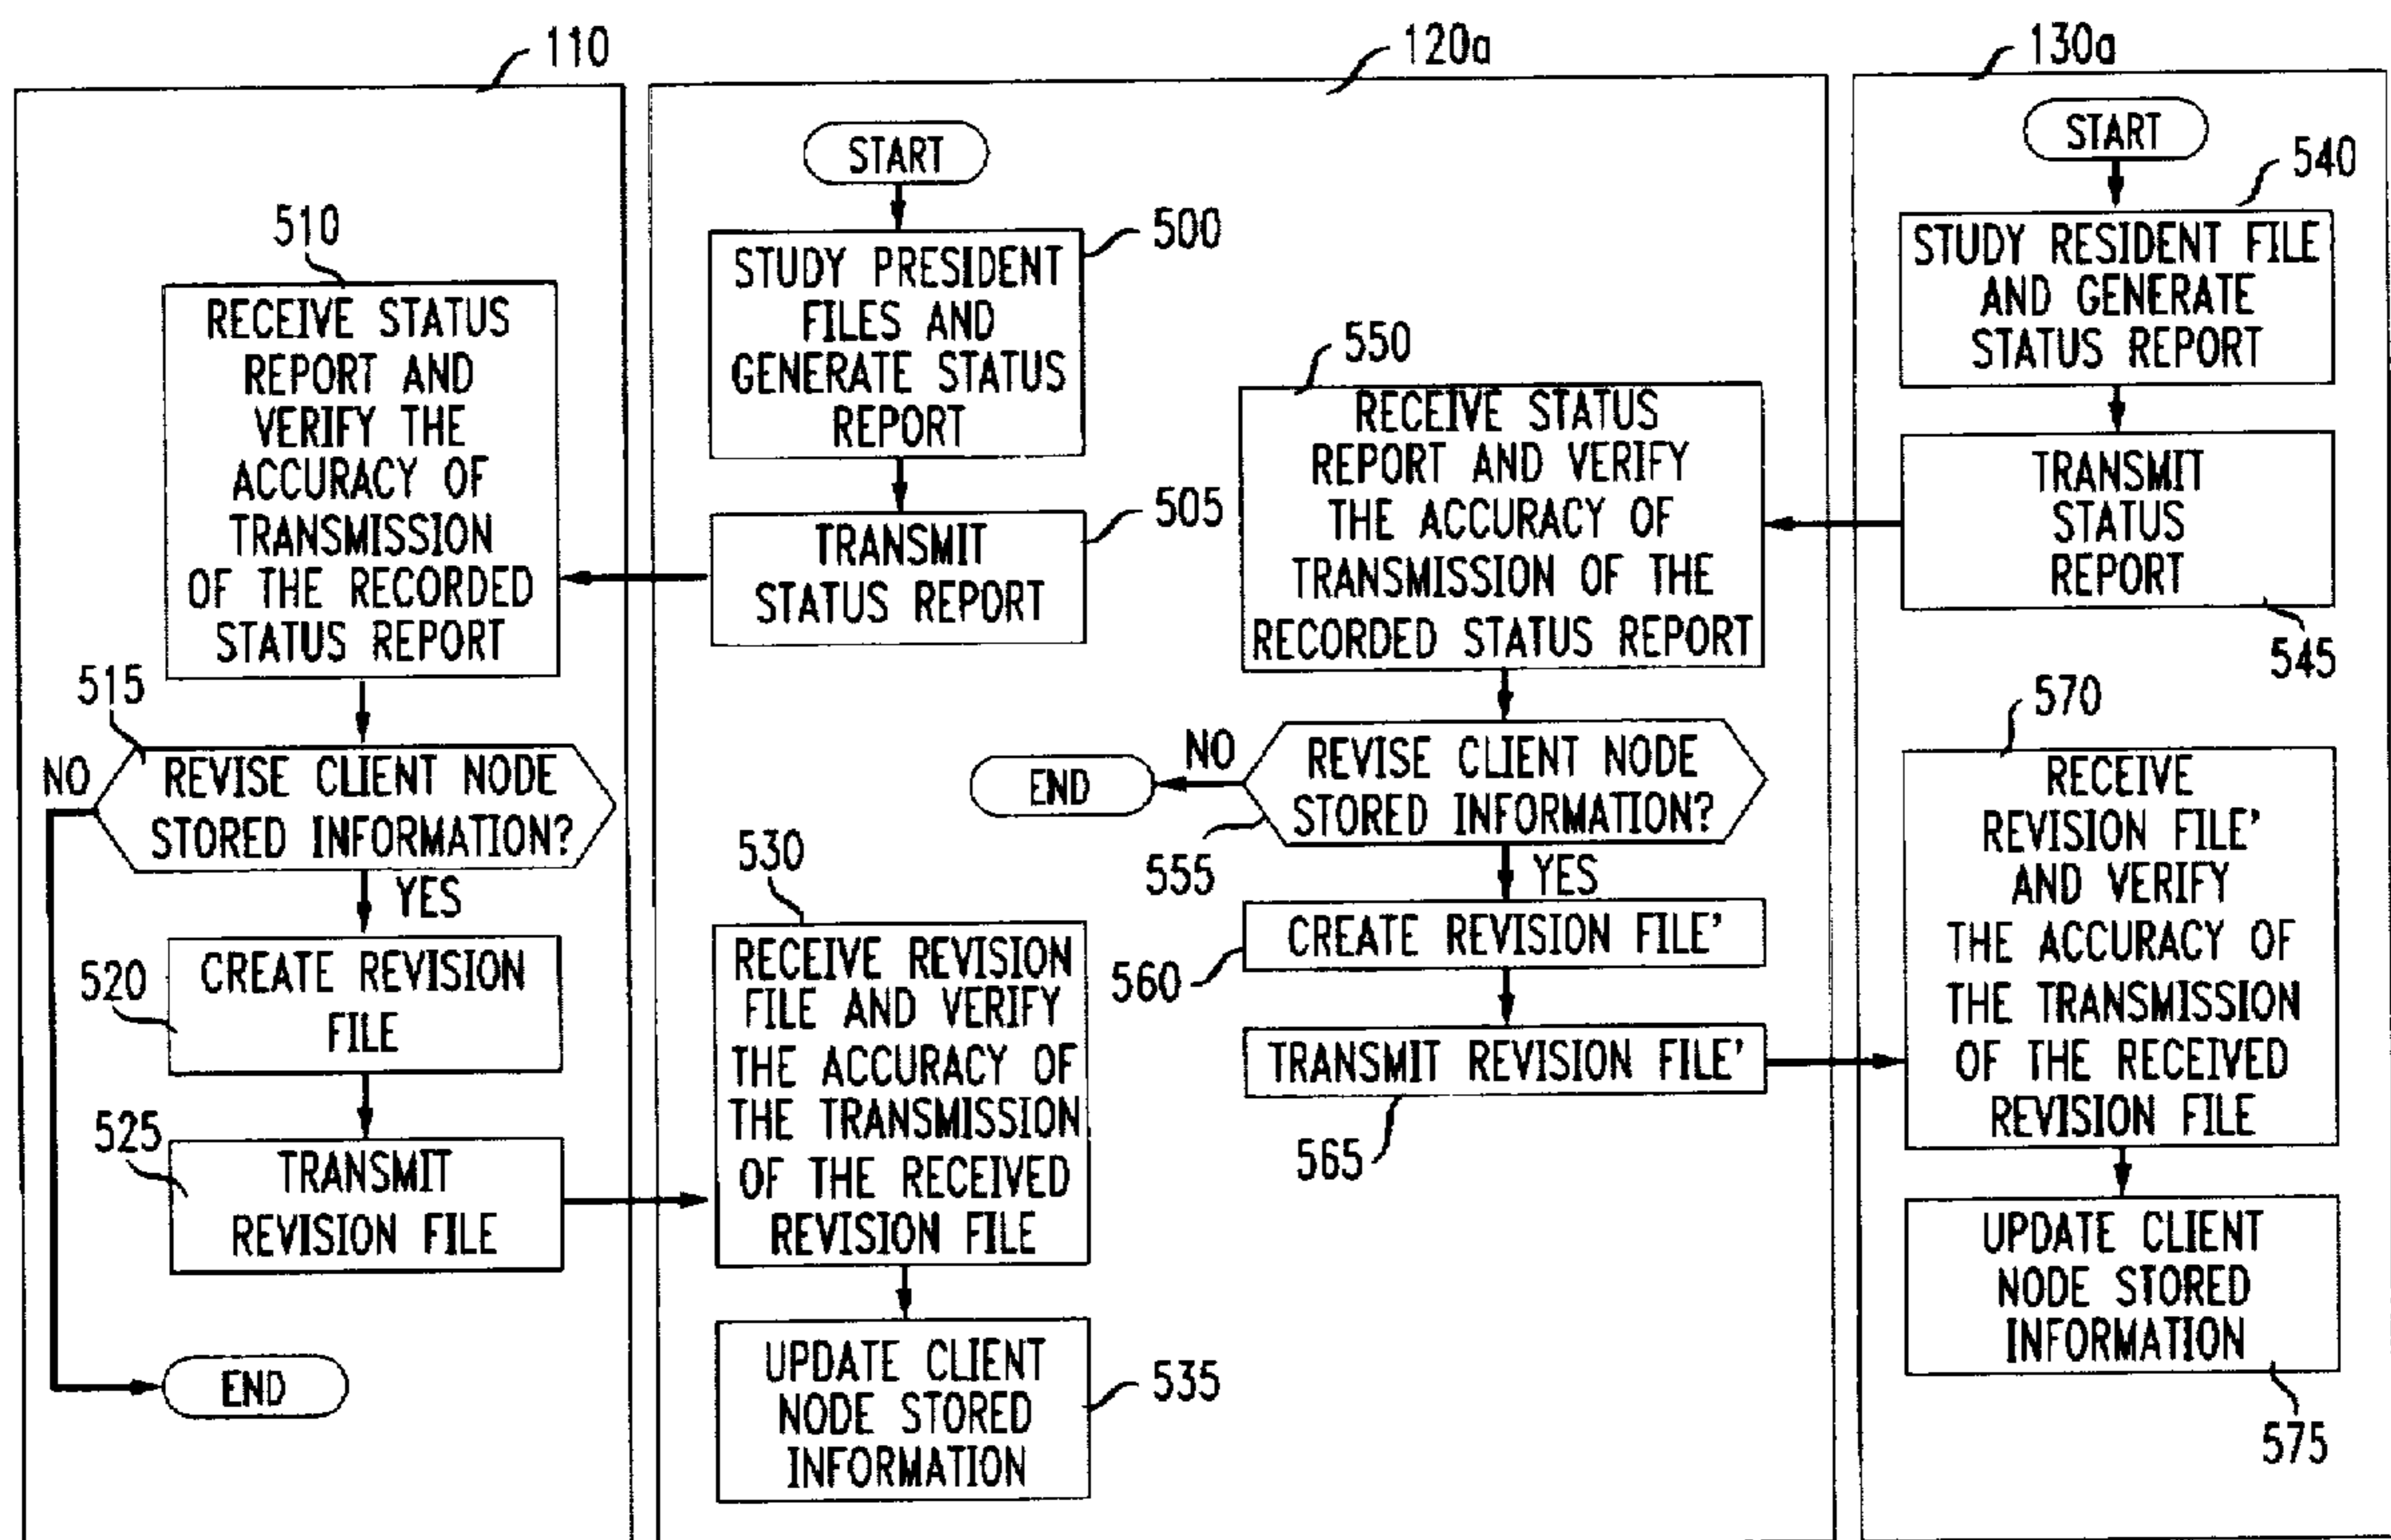 110
120a
130a
START
500
STUDY PRESIDENT
FILES AND
GENERATE STATUS
REPORT
505
TRANSMIT
STATUS REPORT
510
RECEIVE STATUS
REPORT AND
VERIFY THE
ACCURACY OF
TRANSMISSION
OF THE RECORDED
STATUS REPORT
515
NO
REVISE CLIENT NODE
STORED INFORMATION?
YES
520
CREATE REVISION
FILE
525
TRANSMIT
REVISION FILE
END
530
RECEIVE REVISION
FILE AND VERIFY
THE ACCURACY OF
THE TRANSMISSION
OF THE RECEIVED
REVISION FILE
UPDATE CLIENT
NODE STORED
INFORMATION
535
START
540
STUDY RESIDENT FILE
AND GENERATE
STATUS REPORT
TRANSMIT
STATUS
REPORT
545
550
RECEIVE STATUS
REPORT AND VERIFY
THE ACCURACY OF
TRANSMISSION OF THE
RECORDED STATUS REPORT
END
NO
REVISE CLIENT NODE
STORED INFORMATION?
555
YES
CREATE REVISION FILE'
560
TRANSMIT REVISION FILE'
565
570
RECEIVE
REVISION FILE'
AND VERIFY
THE ACCURACY OF
THE TRANSMISSION
OF THE RECEIVED
REVISION FILE
UPDATE CLIENT
NODE STORED
INFORMATION
575